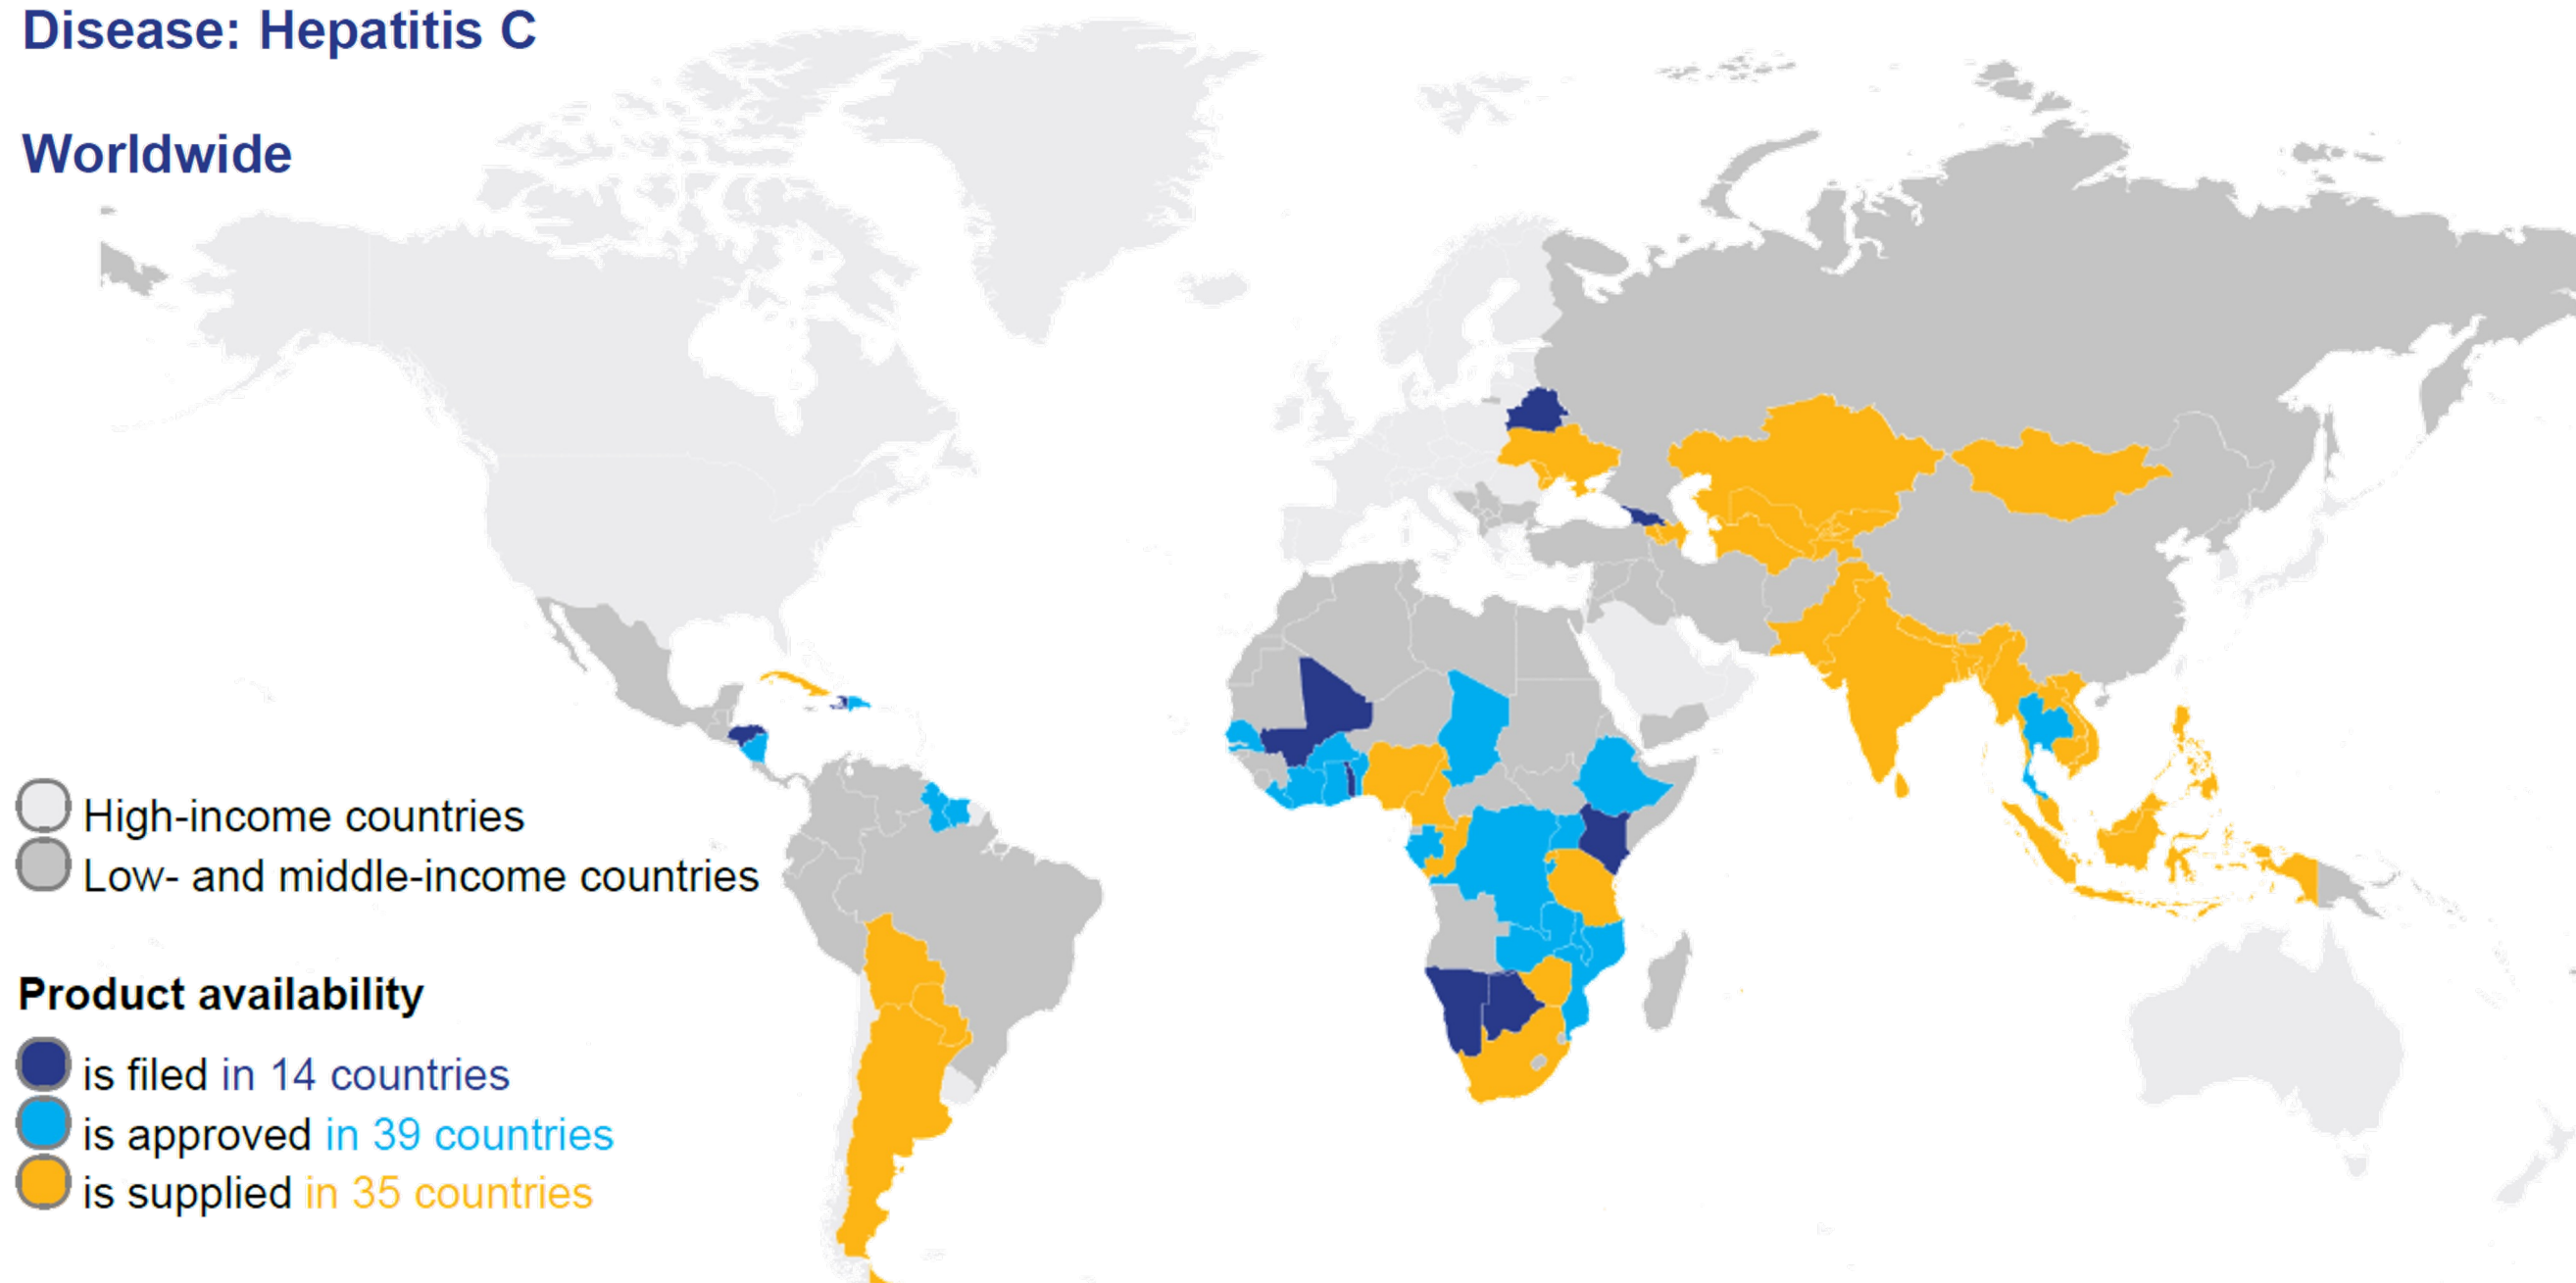 Disease: Hepatitis C
Worldwide
High-income countries
Low- and middle-income countries
Product availability
is filed in 14 countries
is approved in 39 countries
is supplied in 35 countries